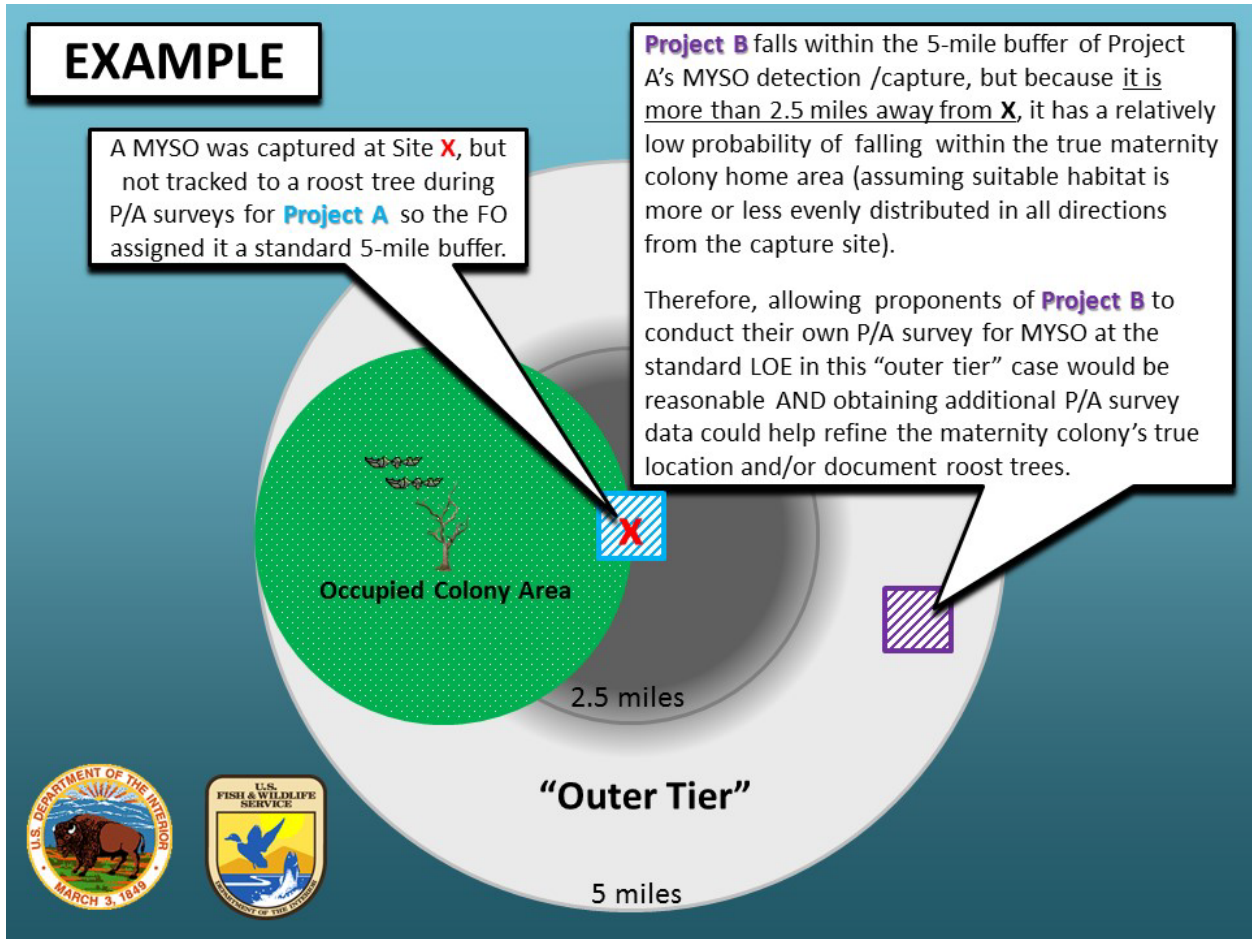 EXAMPLE
A MYSO was captured at Site X, but
not tracked to a roost tree during
P/A surveys for Project A so the FO
assigned it a standard 5-mile buffer.
Project B falls within the 5-mile buffer of Project
A’s MYSO detection /capture, but because it is
more than 2.5 miles away from X, it has a relatively
low probability of falling within the true maternity
colony home area (assuming suitable habitat is
more or less evenly distributed in all directions
from the capture site).
Therefore, allowing proponents of Project B to
conduct their own P/A survey for MYSO at the
standard LOE in this “outer tier” case would be
reasonable AND obtaining additional P/A survey
data could help refine the maternity colony’s true
location and/or document roost trees.
X
Occupied Colony Area
2.5 miles
“Outer Tier”
5 miles
U.S. DEPARTMENT OF THE INTERIOR
MARCH 3, 1849
U.S.
FISH & WILDLIFE
SERVICE
DEPARTMENT OF THE INTERIOR